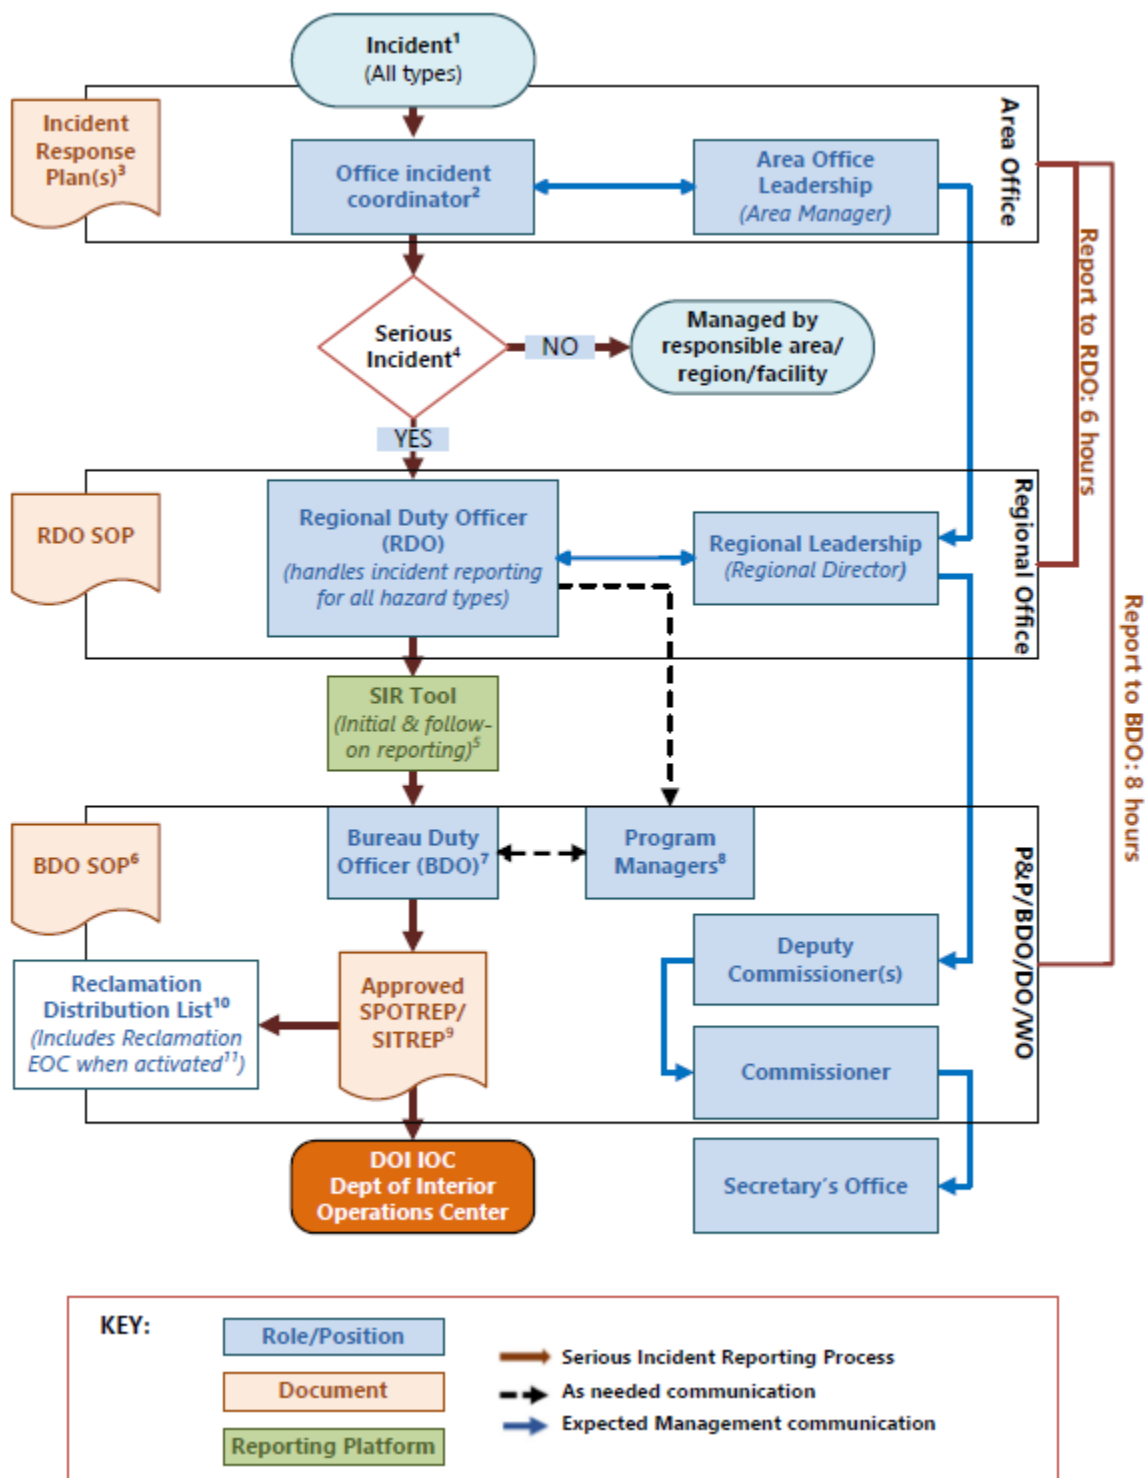 Incident¹
(All types)
Area Office
Incident
Response
Plan(s)³
Office incident
coordinator²
Area Office
Leadership
(Area Manager)
Report to RDO: 6 hours
Serious
Incident⁴
NO
Managed by
responsible area/
region/facility
YES
Regional Office
RDO SOP
Regional Duty Officer
(RDO)
(handles incident reporting
for all hazard types)
Regional Leadership
(Regional Director)
Report to BDO: 8 hours
SIR Tool
(Initial & follow-
on reporting)⁵
P&P/BDO/DO/WO
BDO SOP⁶
Bureau Duty
Officer (BDO)⁷
Program
Managers⁸
Deputy
Commissioner(s)
Reclamation
Distribution List¹⁰
(Includes Reclamation
EOC when activated¹¹)
Approved
SPOTREP/
SITREP⁹
Commissioner
DOI IOC
Dept of Interior
Operations Center
Secretary's Office
KEY:
Role/Position
Document
Reporting Platform
Serious Incident Reporting Process
As needed communication
Expected Management communication